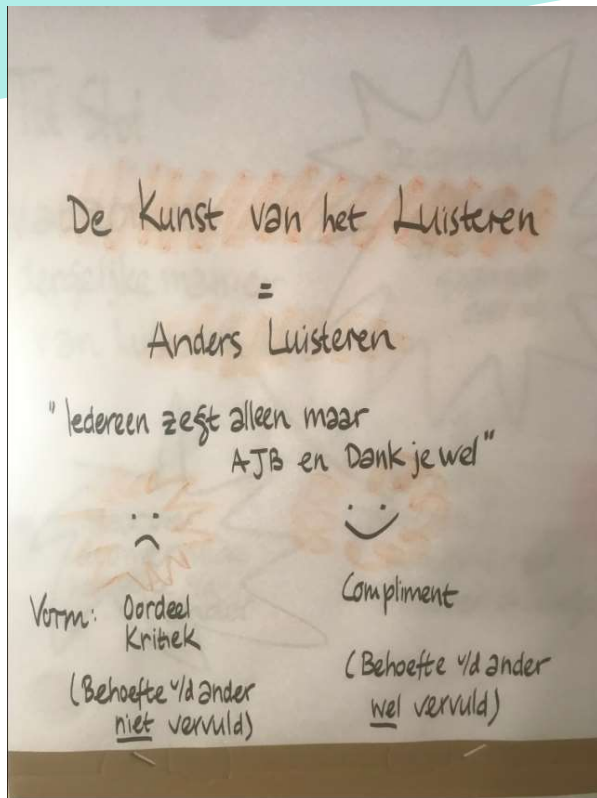 De Kunst van het Luisteren
=
Anders Luisteren
"Iedereen zegt alleen maar
AJB en Dank je wel"
Vorm: Oordeel
Kritiek
(Behoefte v/d ander
niet vervuld)
Compliment
(Behoefte v/d ander
wel vervuld)